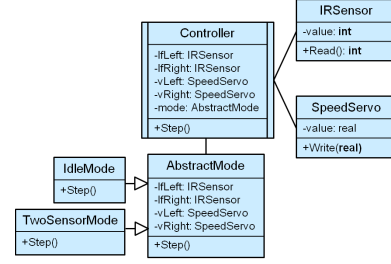 Controller
-lfLeft: IRSensor
-lfRight: IRSensor
-vLeft: SpeedServo
-vRight: SpeedServo
-mode: AbstractMode
+Step()
IRSensor
-value: int
+Read(): int
SpeedServo
-value: real
+Write(real)
IdleMode
+Step()
TwoSensorMode
+Step()
AbstractMode
-lfLeft: IRSensor
-lfRight: IRSensor
-vLeft: SpeedServo
-vRight: SpeedServo
+Step()